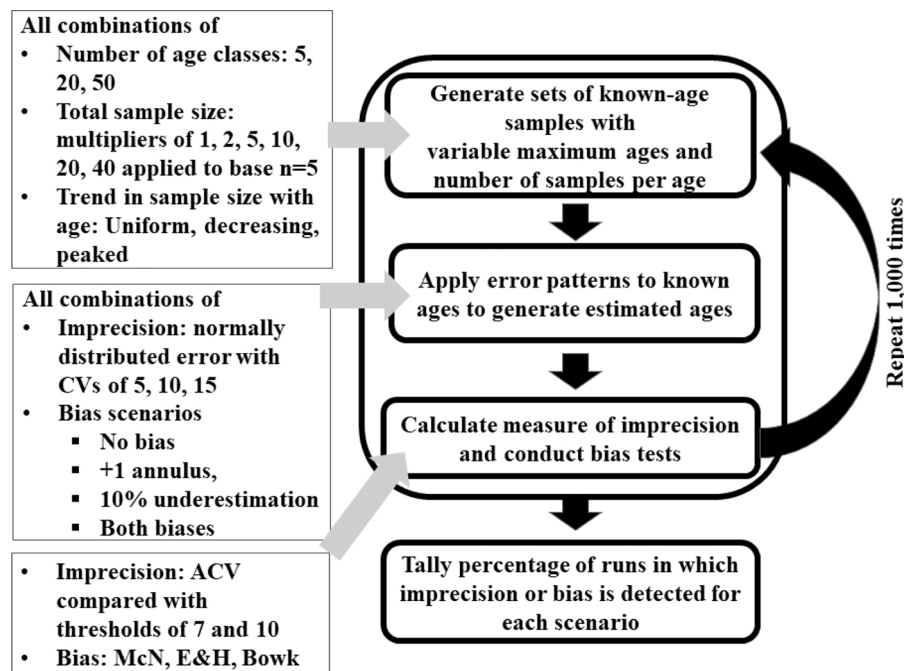 All combinations of
• Number of age classes: 5,
20, 50
• Total sample size:
multipliers of 1, 2, 5, 10,
20, 40 applied to base n=5
• Trend in sample size with
age: Uniform, decreasing,
peaked
All combinations of
• Imprecision: normally
distributed error with
CVs of 5, 10, 15
• Bias scenarios
▪ No bias
▪ +1 annulus,
▪ 10% underestimation
▪ Both biases
• Imprecision: ACV
compared with
thresholds of 7 and 10
• Bias: McN, E&H, Bowk
Generate sets of known-age
samples with
variable maximum ages and
number of samples per age
Apply error patterns to known
ages to generate estimated ages
Calculate measure of imprecision
and conduct bias tests
Tally percentage of runs in which
imprecision or bias is detected for
each scenario
Repeat 1,000 times